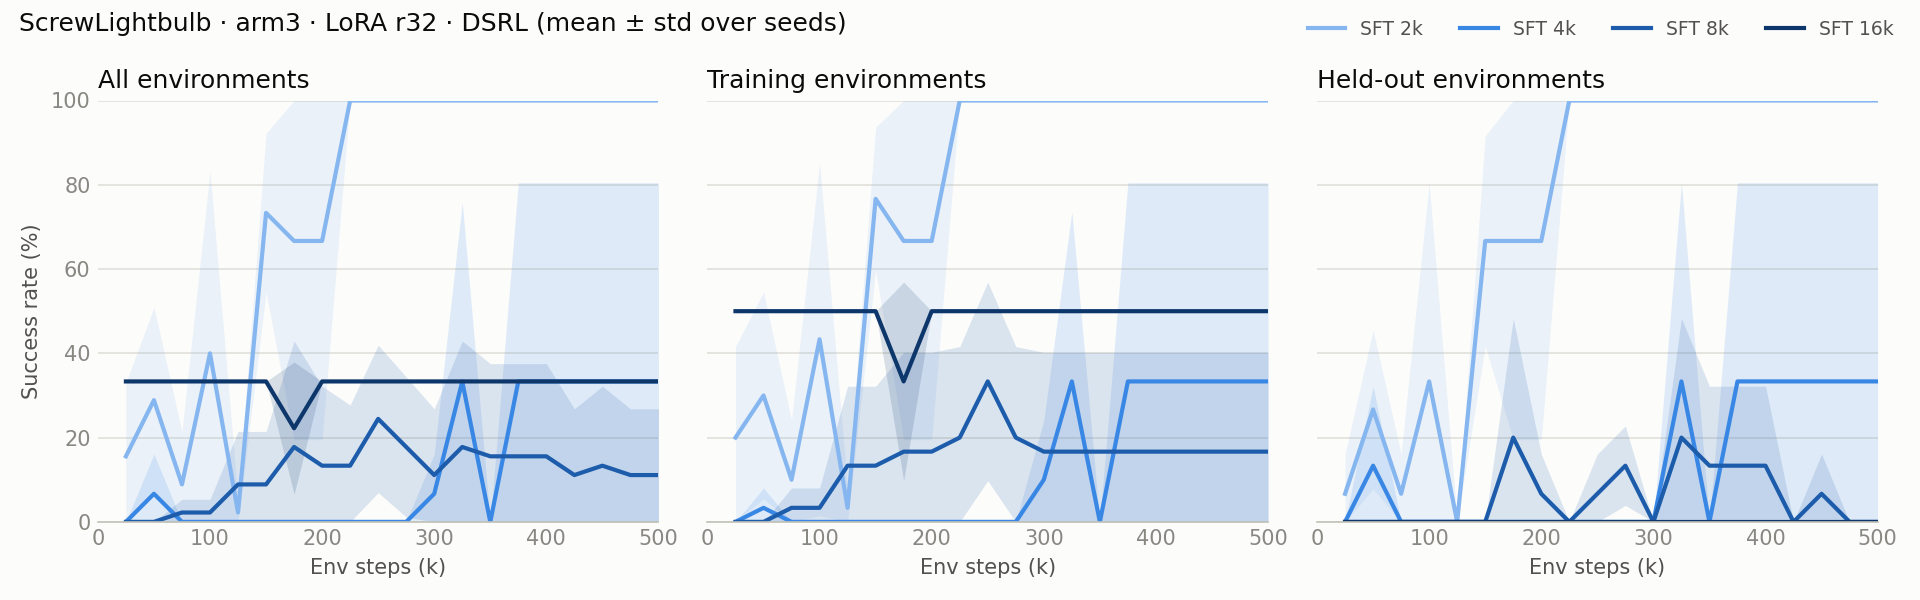 ScrewLightbulb · arm3 · LoRA r32 · DSRL (mean ± std over seeds)
SFT 2k SFT 4k SFT 8k SFT 16k
All environments
Training environments
Held-out environments
Success rate (%)
100
80
60
40
20
0
0 100 200 300 400 500
0 100 200 300 400 500
0 100 200 300 400 500
Env steps (k)
Env steps (k)
Env steps (k)